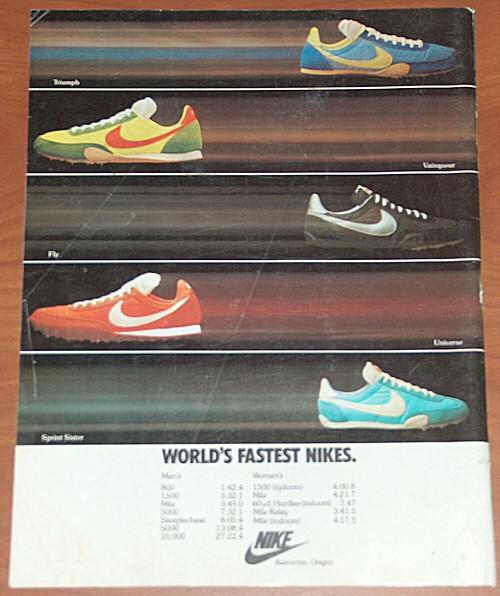 Triumph
Vainqueur
Fly
Universe
Sprint Sister
WORLD'S FASTEST NIKES.
Men's
800 1:42.4
1500 3:32.1
Mile 3:49.0
3000 7:32.1
Steeplechase 8:05.4
5000 13:08.4
10,000 27:22.4
Women's
1500 (indoors) 4:00.8
Mile 4:21.7
60 yd. Hurdles (indoors) 7.47
Mile Relay 3:41.5
Mile (indoors) 4:17.5
NIKE
Beaverton, Oregon